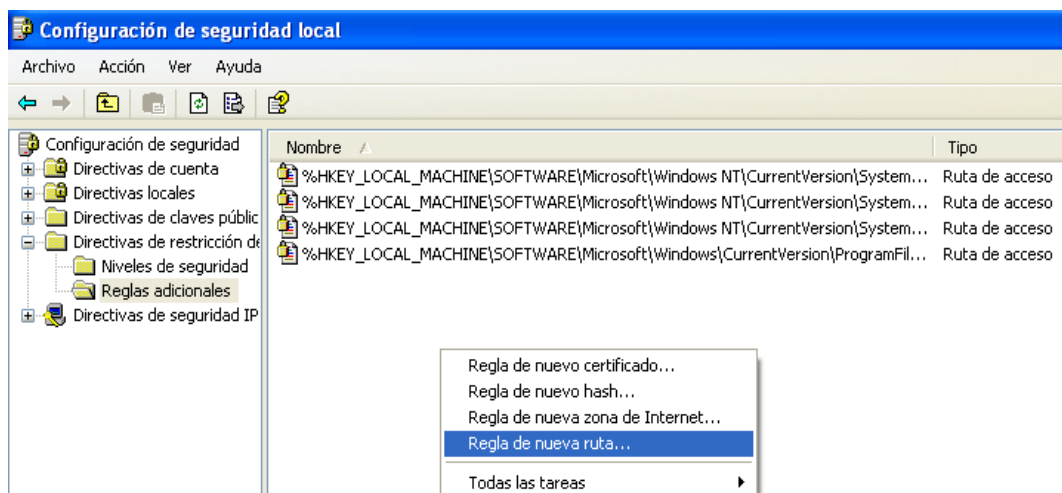 Configuración de seguridad local
Archivo Acción Ver Ayuda
Configuración de seguridad
Directivas de cuenta
Directivas locales
Directivas de claves públic
Directivas de restricción de
Niveles de seguridad
Reglas adicionales
Directivas de seguridad IP
Nombre Tipo
%HKEY_LOCAL_MACHINE\SOFTWARE\Microsoft\Windows NT\CurrentVersion\System... Ruta de acceso
%HKEY_LOCAL_MACHINE\SOFTWARE\Microsoft\Windows NT\CurrentVersion\System... Ruta de acceso
%HKEY_LOCAL_MACHINE\SOFTWARE\Microsoft\Windows NT\CurrentVersion\System... Ruta de acceso
%HKEY_LOCAL_MACHINE\SOFTWARE\Microsoft\Windows\CurrentVersion\ProgramFil... Ruta de acceso
Regla de nuevo certificado...
Regla de nuevo hash...
Regla de nueva zona de Internet...
Regla de nueva ruta...
Todas las tareas